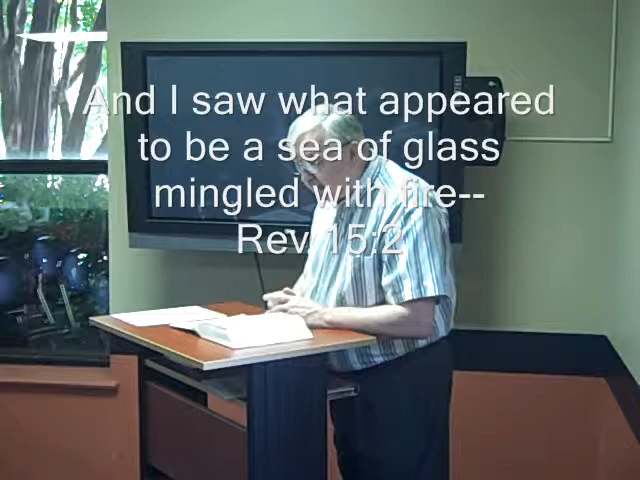 And I saw what appeared
to be a sea of glass
mingled with fire--
Rev 15:2